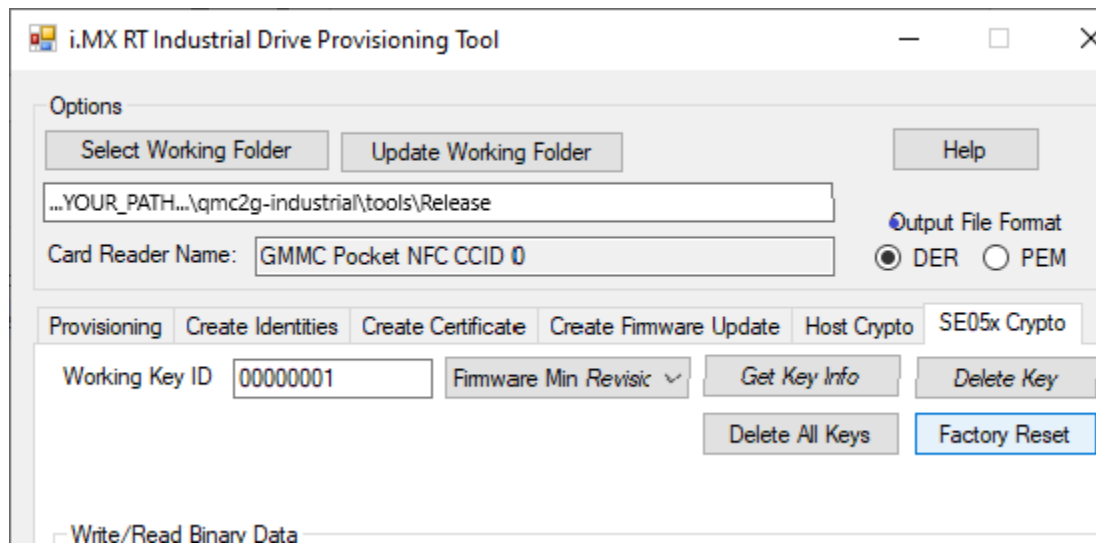 i.MX RT Industrial Drive Provisioning Tool
Options
Select Working Folder Update Working Folder Help
...YOUR_PATH...\qmc2g-industrial\tools\Release
Output File Format
Card Reader Name: GMMC Pocket NFC CCID 0 DER PEM
Provisioning Create Identities Create Certificate Create Firmware Update Host Crypto SE05x Crypto
Working Key ID 00000001 Firmware Min Revisic Get Key Info Delete Key
Delete All Keys Factory Reset
Write/Read Binary Data